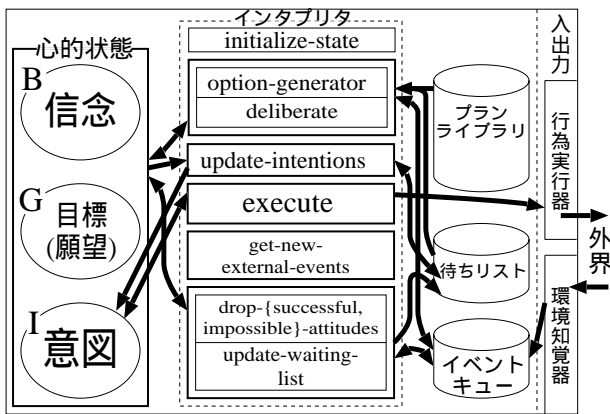 心的状態
B
信念
G
目標
(願望)
I
意図
インタプリタ
initialize-state
option-generator
deliberate
update-intentions
execute
get-new-
external-events
drop-{successful,
impossible}-attitudes
update-waiting-
list
プラン
ライブラリ
待ちリスト
イベント
キュー
入出力
行為実行器
環境知覚器
外界